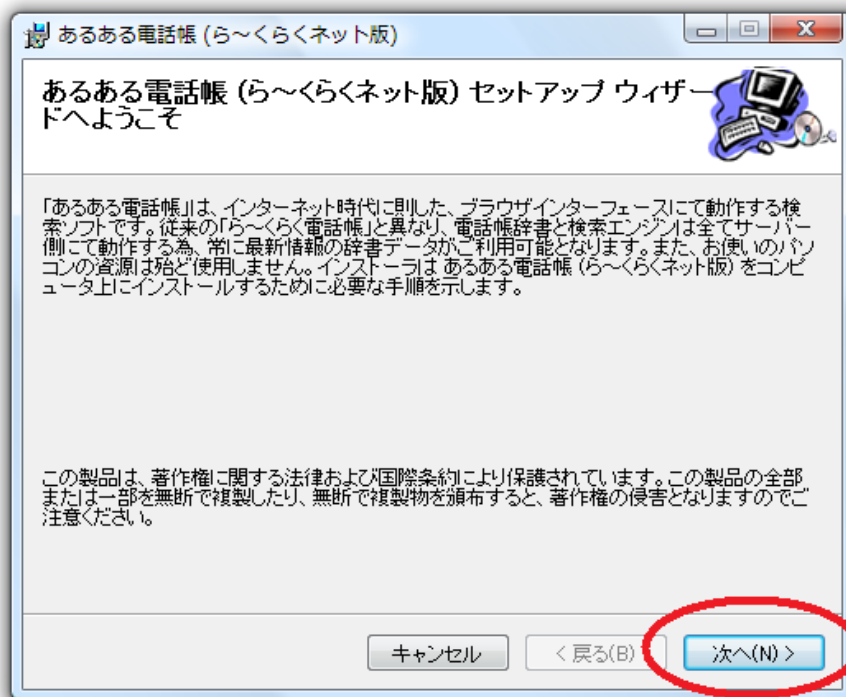 あるある電話帳 (ら～くらくネット版)
あるある電話帳 (ら～くらくネット版) セットアップ ウィザー
ドへようこそ
「あるある電話帳」は、インターネット時代に則した、ブラウザインターフェースにて動作する検
索ソフトです。従来の「ら～くらく電話帳」と異なり、電話帳辞書と検索エンジンは全てサーバー
側にて動作する為、常に最新情報の辞書データがご利用可能となります。また、お使いのパソ
コンの資源は殆ど使用しません。インストーラは あるある電話帳 (ら～くらくネット版) をコンピ
ュータ上にインストールするために必要な手順を示します。
この製品は、著作権に関する法律および国際条約により保護されています。この製品の全部
または一部を無断で複製したり、無断で複製物を頒布すると、著作権の侵害となりますのでご
注意ください。
キャンセル
< 戻る(B)
次へ(N) >